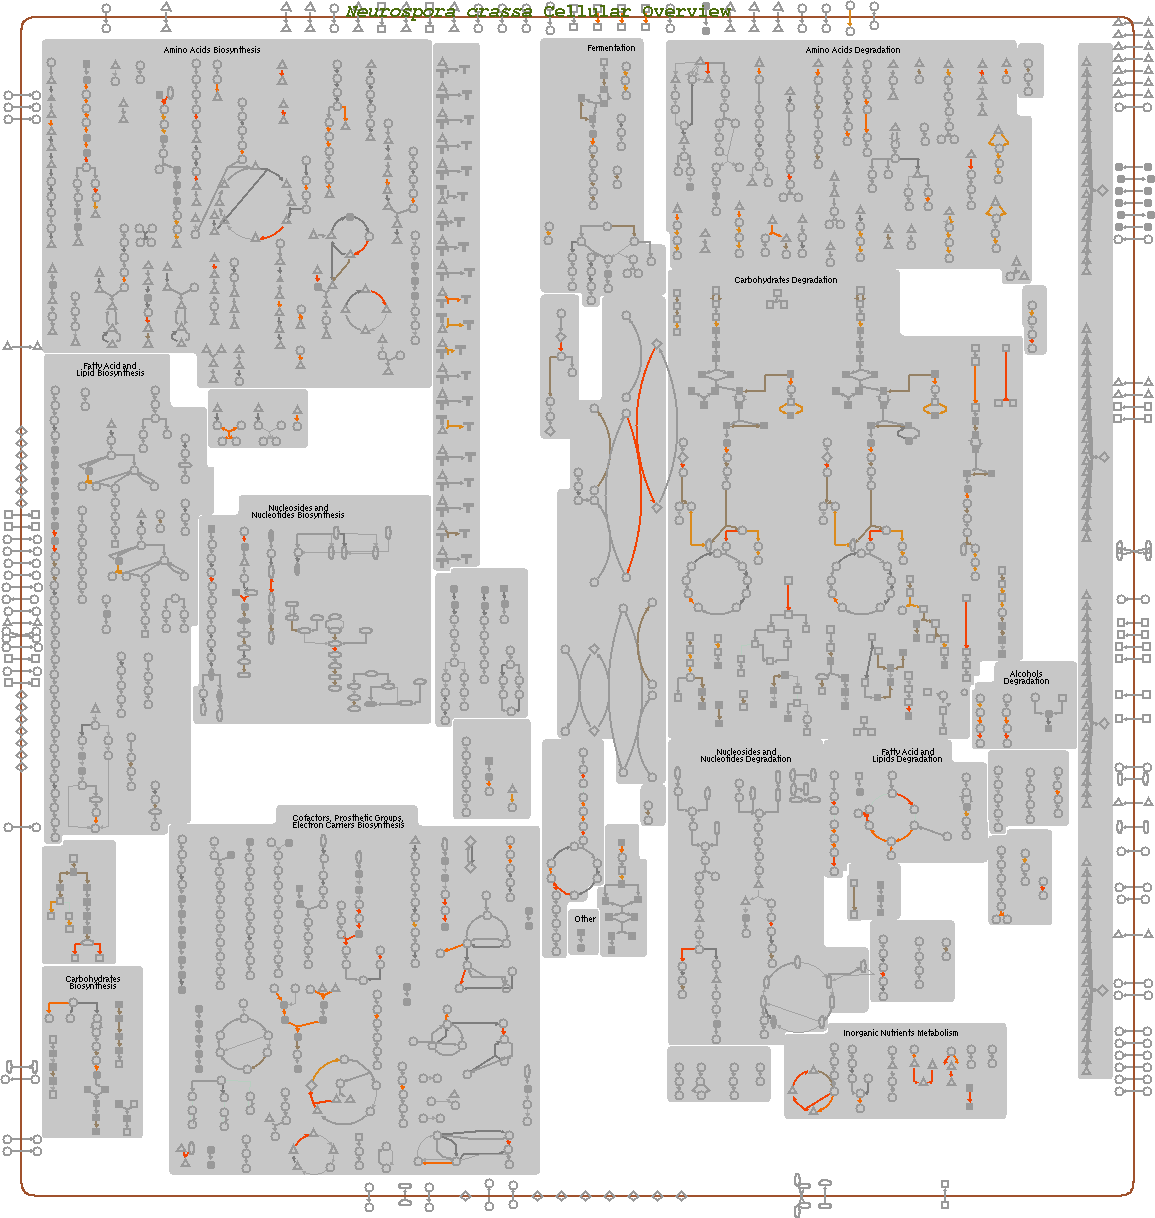 Neurospora crassa Cellular Overview
Amino Acids Biosynthesis
Fermentation
Amino Acids Degradation
Carbohydrates Degradation
Fatty Acid and
Lipid Biosynthesis
Nucleosides and
Nucleotides Biosynthesis
Alcohols
Degradation
Nucleosides and
Nucleotides Degradation
Fatty Acid and
Lipids Degradation
Cofactors, Prosthetic Groups,
Electron Carriers Biosynthesis
Other
Carbohydrates
Biosynthesis
Inorganic Nutrients Metabolism